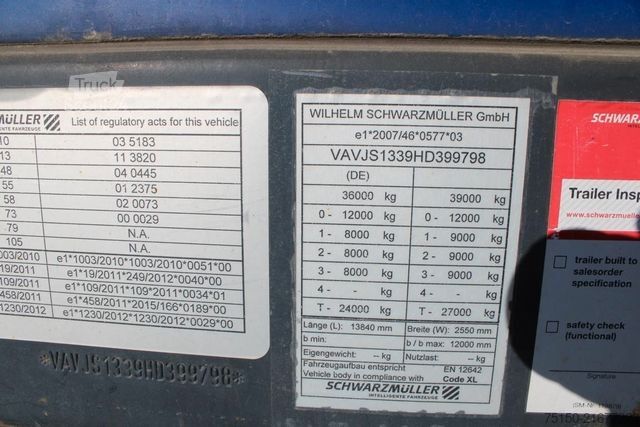 Truck
RZMÜLLER
INTELLIGENTE FAHRZEUGE
List of regulatory acts for this vehicle
10 03 5183
13 11 3820
48 04 0445
55 01 2375
58 02 0073
73 00 0029
79 N.A.
105 N.A.
003/2010 e1*1003/2010*1003/2010*0051*00
19/2011 e1*19/2011*249/2012*0040*00
109/2011 e1*109/2011*109/2011*0034*01
458/2011 e1*458/2011*2015/166*0189*00
1230/2012 e1*1230/2012*1230/2012*0029*00
*VAVJS1339HD399798*
WILHELM SCHWARZMÜLLER GmbH
e1*2007/46*0577*03
VAVJS1339HD399798
(DE)
36000 kg 39000 kg
0 - 12000 kg 0 - 12000 kg
1 - 8000 kg 1 - 9000 kg
2 - 8000 kg 2 - 9000 kg
3 - 8000 kg 3 - 9000 kg
4 - - kg 4 - - kg
T - 24000 kg T - 27000 kg
Länge (L): 13840 mm Breite (W): 2550 mm
b min: b / b max: 12000 mm
Eigengewicht: -- kg Nutzlast: -- kg
Fahrzeugaufbau entspricht EN 12642
Vehicle body in compliance with Code XL
SCHWARZMÜLLER
INTELLIGENTE FAHRZEUGE
SCHWARZ
Trailer Insp
www.schwarzmuelle
trailer built to
salesorder
specification
safety check
(functional)
Signature